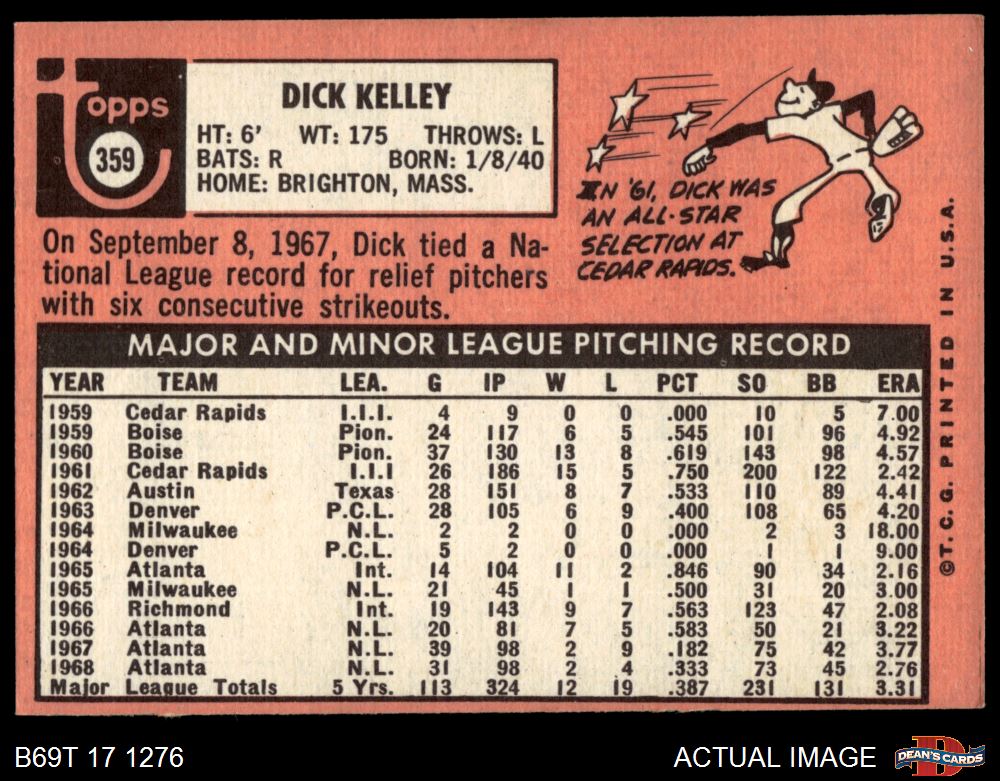 Topps
359
DICK KELLEY
HT: 6' WT: 175 THROWS: L
BATS: R BORN: 1/8/40
HOME: BRIGHTON, MASS.
IN '61, DICK WAS
AN ALL-STAR
SELECTION AT
CEDAR RAPIDS.
On September 8, 1967, Dick tied a Na-
tional League record for relief pitchers
with six consecutive strikeouts.
MAJOR AND MINOR LEAGUE PITCHING RECORD
YEAR TEAM LEA. G IP W L PCT SO BB ERA
1959 Cedar Rapids I.I.I. 4 9 0 0 .000 10 5 7.00
1959 Boise Pion. 24 117 6 5 .545 101 96 4.92
1960 Boise Pion. 37 130 13 8 .619 143 98 4.57
1961 Cedar Rapids I.I.I 26 186 15 5 .750 200 122 2.42
1962 Austin Texas 28 151 8 7 .533 110 89 4.41
1963 Denver P.C.L. 28 105 6 9 .400 108 65 4.20
1964 Milwaukee N.L. 2 2 0 0 .000 2 3 18.00
1964 Denver P.C.L. 5 2 0 0 .000 1 1 9.00
1965 Atlanta Int. 14 104 11 2 .846 90 34 2.16
1965 Milwaukee N.L. 21 45 1 1 .500 31 20 3.00
1966 Richmond Int. 19 143 9 7 .563 123 47 2.08
1966 Atlanta N.L. 20 81 7 5 .583 50 21 3.22
1967 Atlanta N.L. 39 98 2 9 .182 75 42 3.77
1968 Atlanta N.L. 31 98 2 4 .333 73 45 2.76
Major League Totals 5 Yrs. 113 324 12 19 .387 231 131 3.31
©T.C.G. PRINTED IN U.S.A.
B69T 17 1276
ACTUAL IMAGE
DEAN'S CARDS